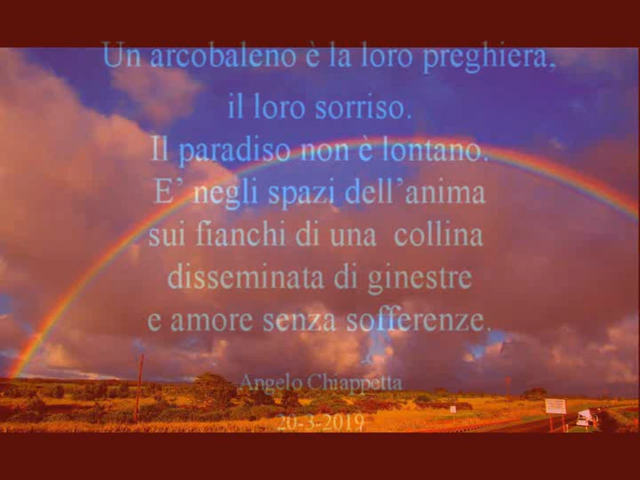 Un arcobaleno è la loro preghiera,
il loro sorriso.
Il paradiso non è lontano.
E’ negli spazi dell’anima
sui fianchi di una collina
disseminata di ginestre
e amore senza sofferenze.
Angelo Chiappetta
20-3-2019